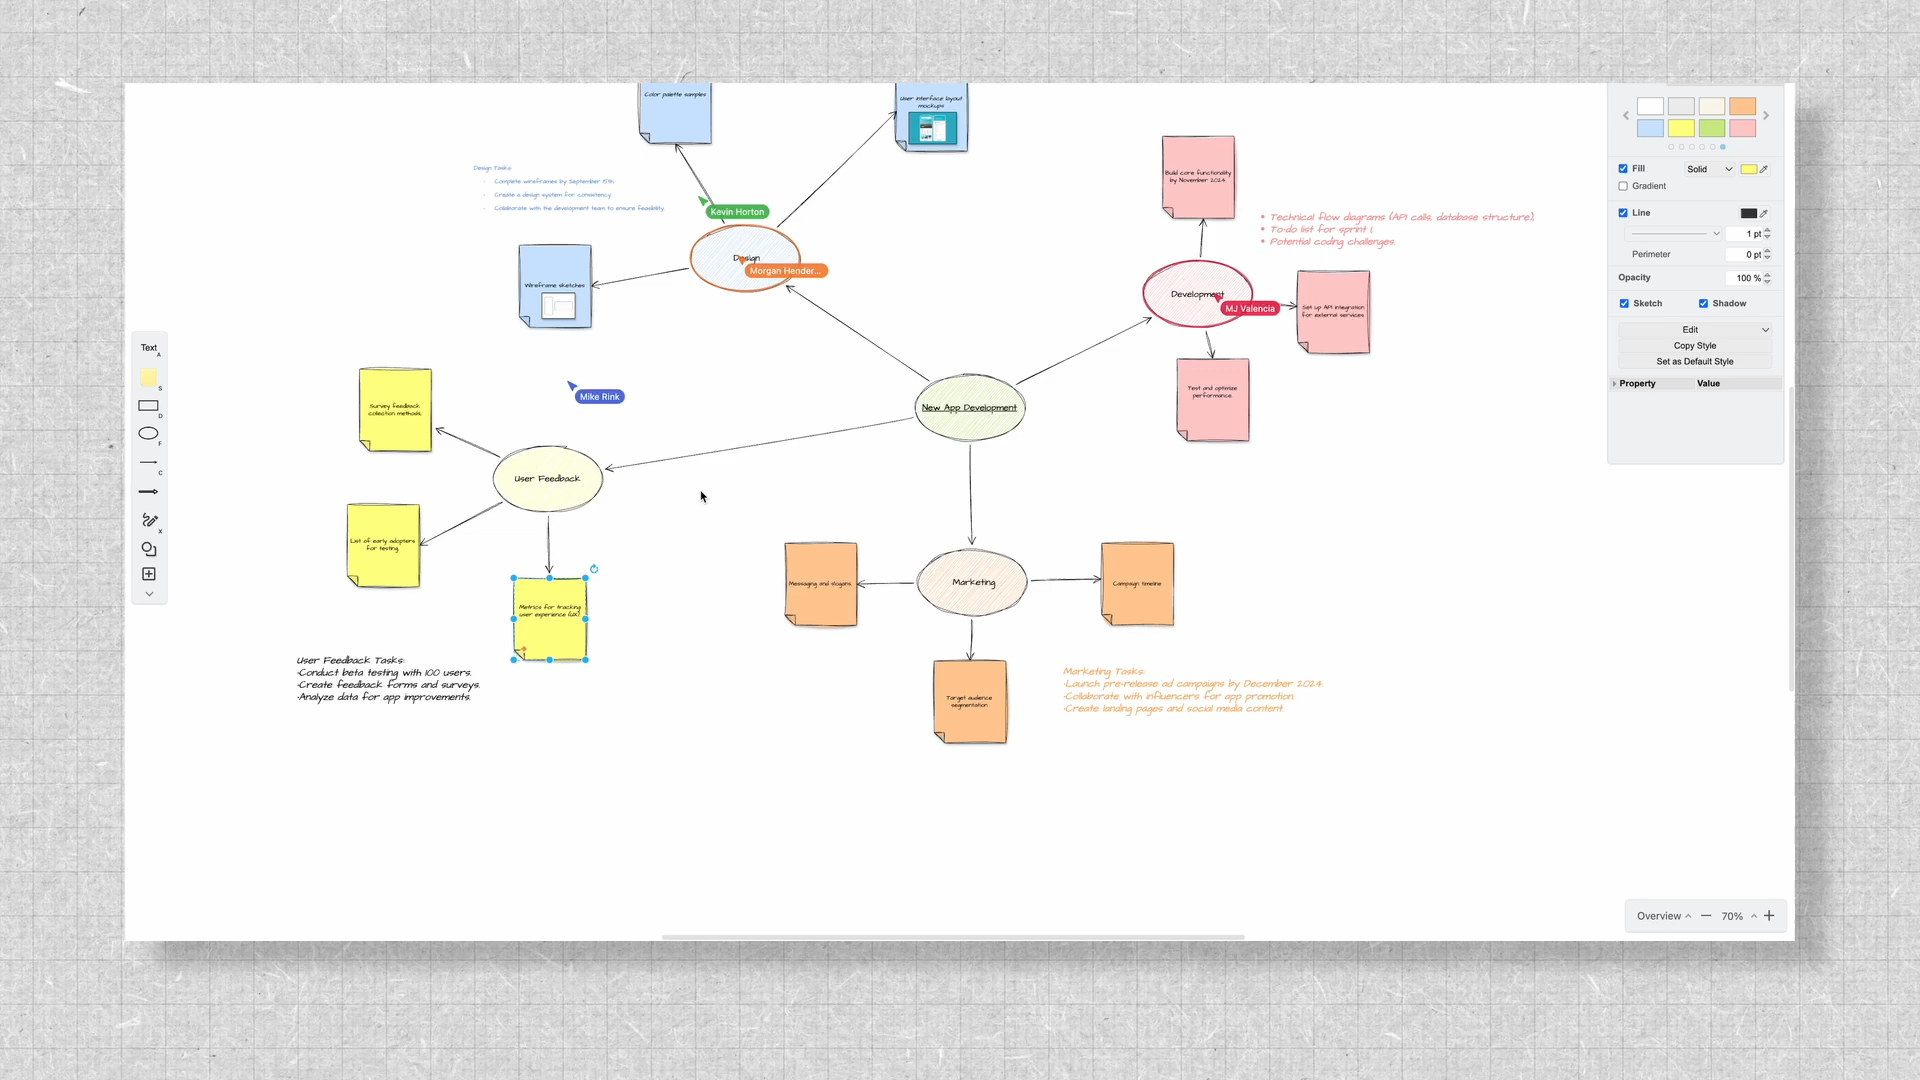 Color palette samples
User interface layout
mockups
Design Tasks:
- Complete wireframes by September 15th.
- Create a design system for consistency.
- Collaborate with the development team to ensure feasibility.
Kevin Horton
Design
Morgan Hender...
Wireframe sketches
Build core functionality
by November 2024.
• Technical flow diagrams (API calls, database structure).
• To-do list for sprint 1.
• Potential coding challenges.
Development
MJ Valencia
Set up API integration
for external services
Test and optimize
performance.
Text
A
S
D
F
C
X
Mike Rink
New App Development
Survey feedback
collection methods.
User Feedback
List of early adopters
for testing.
Metrics for tracking
user experience (UX).
User Feedback Tasks:
-Conduct beta testing with 100 users.
-Create feedback forms and surveys.
-Analyze data for app improvements.
Messaging and slogans
Marketing
Campaign timeline
Target audience
segmentation
Marketing Tasks:
-Launch pre-release ad campaigns by December 2024.
-Collaborate with influencers for app promotion.
-Create landing pages and social media content.
Fill
Solid
Gradient
Line
1 pt
Perimeter
0 pt
Opacity
100 %
Sketch
Shadow
Edit
Copy Style
Set as Default Style
Property Value
Overview
70%